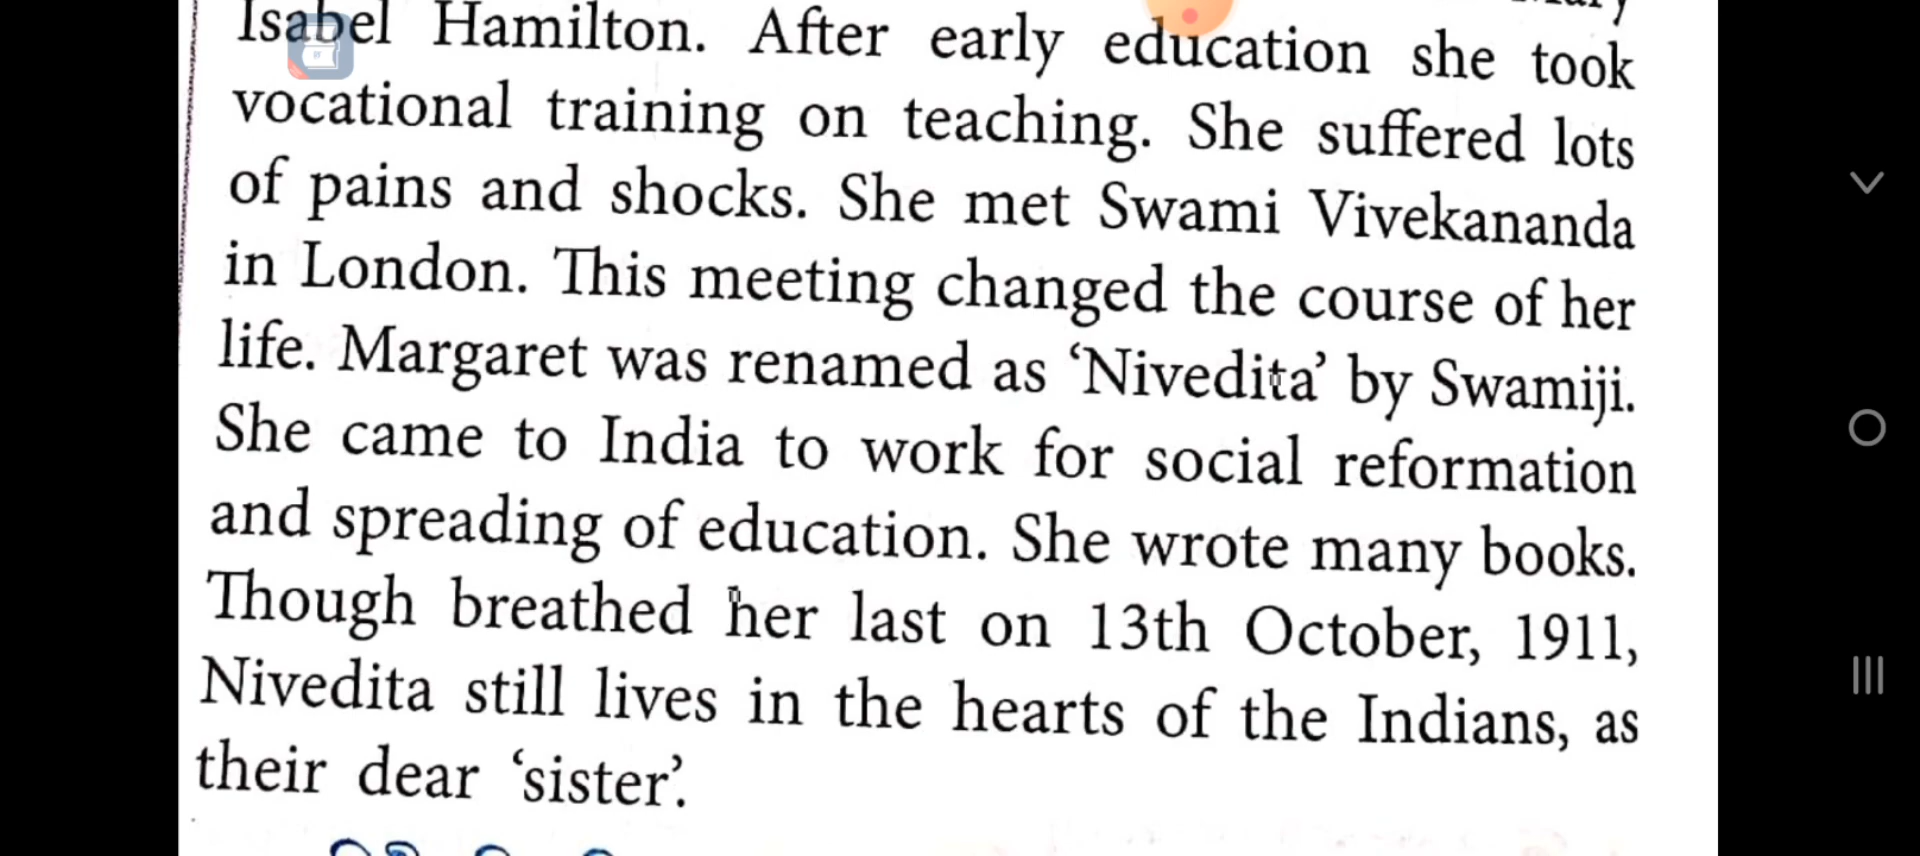 Isabel Hamilton. After early education she took
vocational training on teaching. She suffered lots
of pains and shocks. She met Swami Vivekananda
in London. This meeting changed the course of her
life. Margaret was renamed as ‘Nivedita’ by Swamiji.
She came to India to work for social reformation
and spreading of education. She wrote many books.
Though breathed her last on 13th October, 1911,
Nivedita still lives in the hearts of the Indians, as
their dear ‘sister’.